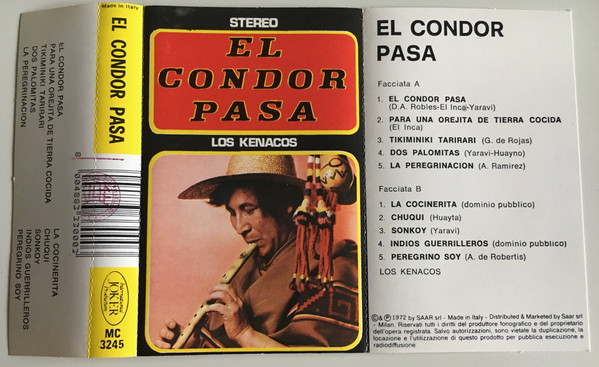 EL CONDOR PASA
PARA UNA OREJITA DE TIERRA COCIDA
TIKIMINIKI TARIRARI
DOS PALOMITAS
LA PEREGRINACION
LA COCINERITA
CHUQUI
SONKOY
INDIOS GUERRILLEROS
PEREGRINO SOY
Made in Italy
EL CONDOR PASA
8 004883 320001
JOKER
MC
3245
STEREO
EL
CONDOR
PASA
LOS KENACOS
EL CONDOR
PASA
Facciata A
1. EL CONDOR PASA
(D.A. Robles-El Inca-Yaravi)
2. PARA UNA OREJITA DE TIERRA COCIDA
(El Inca)
3. TIKIMINIKI TARIRARI (G. de Rojas)
4. DOS PALOMITAS (Yaravi-Huayno)
5. LA PEREGRINACION (A. Ramirez)
Facciata B
1. LA COCINERITA (dominio pubblico)
2. CHUQUI (Huayta)
3. SONKOY (Yaravi)
4. INDIOS GUERRILLEROS (dominio pubblico)
5. PEREGRINO SOY (A. de Robertis)
LOS KENACOS
© & ℗ 1972 by SAAR srl - Made in Italy - Distributed & Marketed by Saar srl
- Milan. Riservati tutti i diritti del produttore fonografico e del proprietario
dell'opera registrata. Salvo autorizzazioni, sono vietate la duplicazione, la
locazione e l'utilizzazione di questo prodotto per pubblica esecuzione e
radiodiffusione